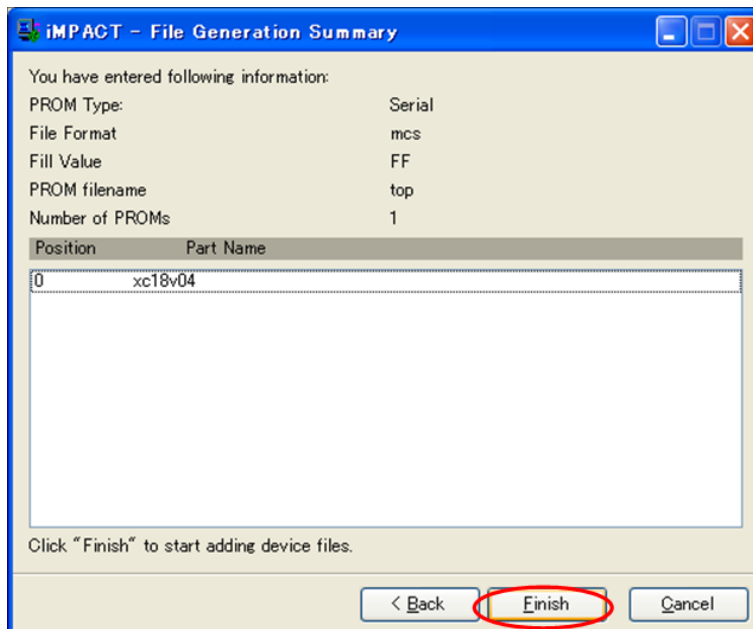 iMPACT - File Generation Summary
You have entered following information:
PROM Type: Serial
File Format mcs
Fill Value FF
PROM filename top
Number of PROMs 1
Position Part Name
0 xc18v04
Click "Finish" to start adding device files.
< Back Finish Cancel